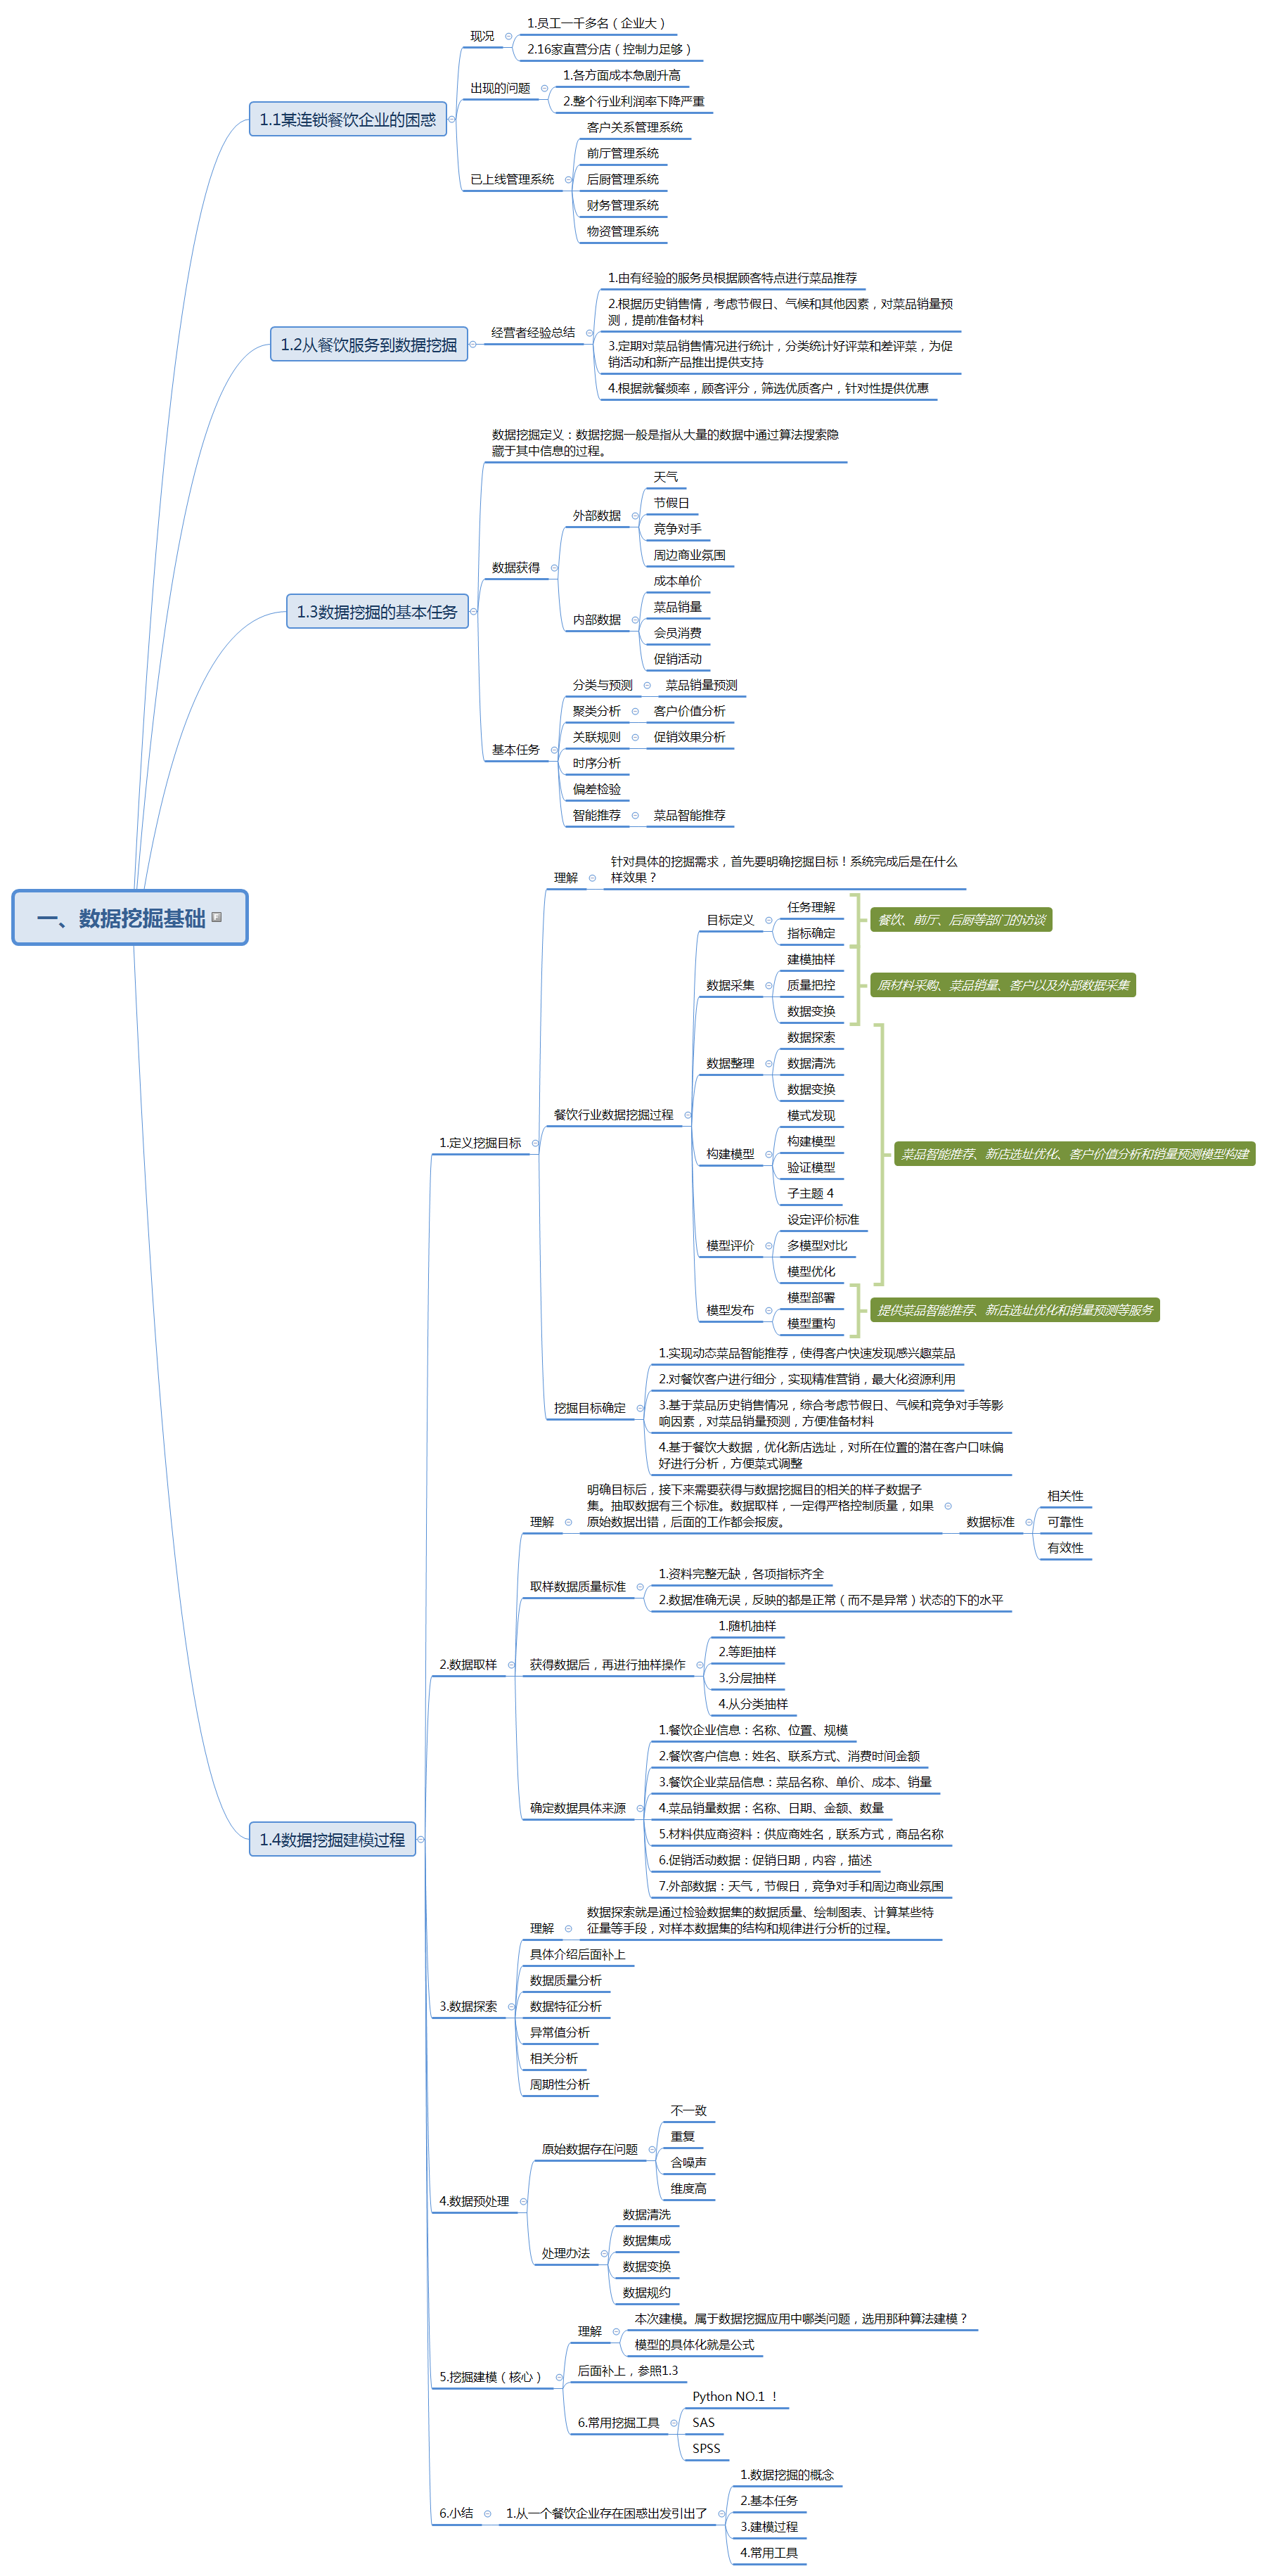 一、数据挖掘基础
1.1某连锁餐饮企业的困惑
现况
1.员工一千多名（企业大）
2.16家直营分店（控制力足够）
出现的问题
1.各方面成本急剧升高
2.整个行业利润率下降严重
已上线管理系统
客户关系管理系统
前厅管理系统
后厨管理系统
财务管理系统
物资管理系统
1.2从餐饮服务到数据挖掘
经营者经验总结
1.由有经验的服务员根据顾客特点进行菜品推荐
2.根据历史销售情，考虑节假日、气候和其他因素，对菜品销量预
测，提前准备材料
3.定期对菜品销售情况进行统计，分类统计好评菜和差评菜，为促
销活动和新产品推出提供支持
4.根据就餐频率，顾客评分，筛选优质客户，针对性提供优惠
1.3数据挖掘的基本任务
数据挖掘定义：数据挖掘一般是指从大量的数据中通过算法搜索隐
藏于其中信息的过程。
数据获得
外部数据
天气
节假日
竞争对手
周边商业氛围
内部数据
成本单价
菜品销量
会员消费
促销活动
基本任务
分类与预测
菜品销量预测
聚类分析
客户价值分析
关联规则
促销效果分析
时序分析
偏差检验
智能推荐
菜品智能推荐
1.4数据挖掘建模过程
1.定义挖掘目标
理解
针对具体的挖掘需求，首先要明确挖掘目标！系统完成后是在什么
样效果？
餐饮行业数据挖掘过程
目标定义
任务理解
指标确定
餐饮、前厅、后厨等部门的访谈
数据采集
建模抽样
质量把控
数据变换
原材料采购、菜品销量、客户以及外部数据采集
数据整理
数据探索
数据清洗
数据变换
构建模型
模式发现
构建模型
验证模型
子主题 4
菜品智能推荐、新店选址优化、客户价值分析和销量预测模型构建
模型评价
设定评价标准
多模型对比
模型优化
模型发布
模型部署
模型重构
提供菜品智能推荐、新店选址优化和销量预测等服务
挖掘目标确定
1.实现动态菜品智能推荐，使得客户快速发现感兴趣菜品
2.对餐饮客户进行细分，实现精准营销，最大化资源利用
3.基于菜品历史销售情况，综合考虑节假日、气候和竞争对手等影
响因素，对菜品销量预测，方便准备材料
4.基于餐饮大数据，优化新店选址，对所在位置的潜在客户口味偏
好进行分析，方便菜式调整
2.数据取样
理解
明确目标后，接下来需要获得与数据挖掘目的相关的样子数据子
集。抽取数据有三个标准。数据取样，一定得严格控制质量，如果
原始数据出错，后面的工作都会报废。
数据标准
相关性
可靠性
有效性
取样数据质量标准
1.资料完整无缺，各项指标齐全
2.数据准确无误，反映的都是正常（而不是异常）状态的下的水平
获得数据后，再进行抽样操作
1.随机抽样
2.等距抽样
3.分层抽样
4.从分类抽样
确定数据具体来源
1.餐饮企业信息：名称、位置、规模
2.餐饮客户信息：姓名、联系方式、消费时间金额
3.餐饮企业菜品信息：菜品名称、单价、成本、销量
4.菜品销量数据：名称、日期、金额、数量
5.材料供应商资料：供应商姓名，联系方式，商品名称
6.促销活动数据：促销日期，内容，描述
7.外部数据：天气，节假日，竞争对手和周边商业氛围
3.数据探索
理解
数据探索就是通过检验数据集的数据质量、绘制图表、计算某些特
征量等手段，对样本数据集的结构和规律进行分析的过程。
具体介绍后面补上
数据质量分析
数据特征分析
异常值分析
相关分析
周期性分析
4.数据预处理
原始数据存在问题
不一致
重复
含噪声
维度高
处理办法
数据清洗
数据集成
数据变换
数据规约
5.挖掘建模（核心）
理解
本次建模。属于数据挖掘应用中哪类问题，选用那种算法建模？
模型的具体化就是公式
后面补上，参照1.3
6.常用挖掘工具
Python NO.1 ！
SAS
SPSS
6.小结
1.从一个餐饮企业存在困惑出发引出了
1.数据挖掘的概念
2.基本任务
3.建模过程
4.常用工具